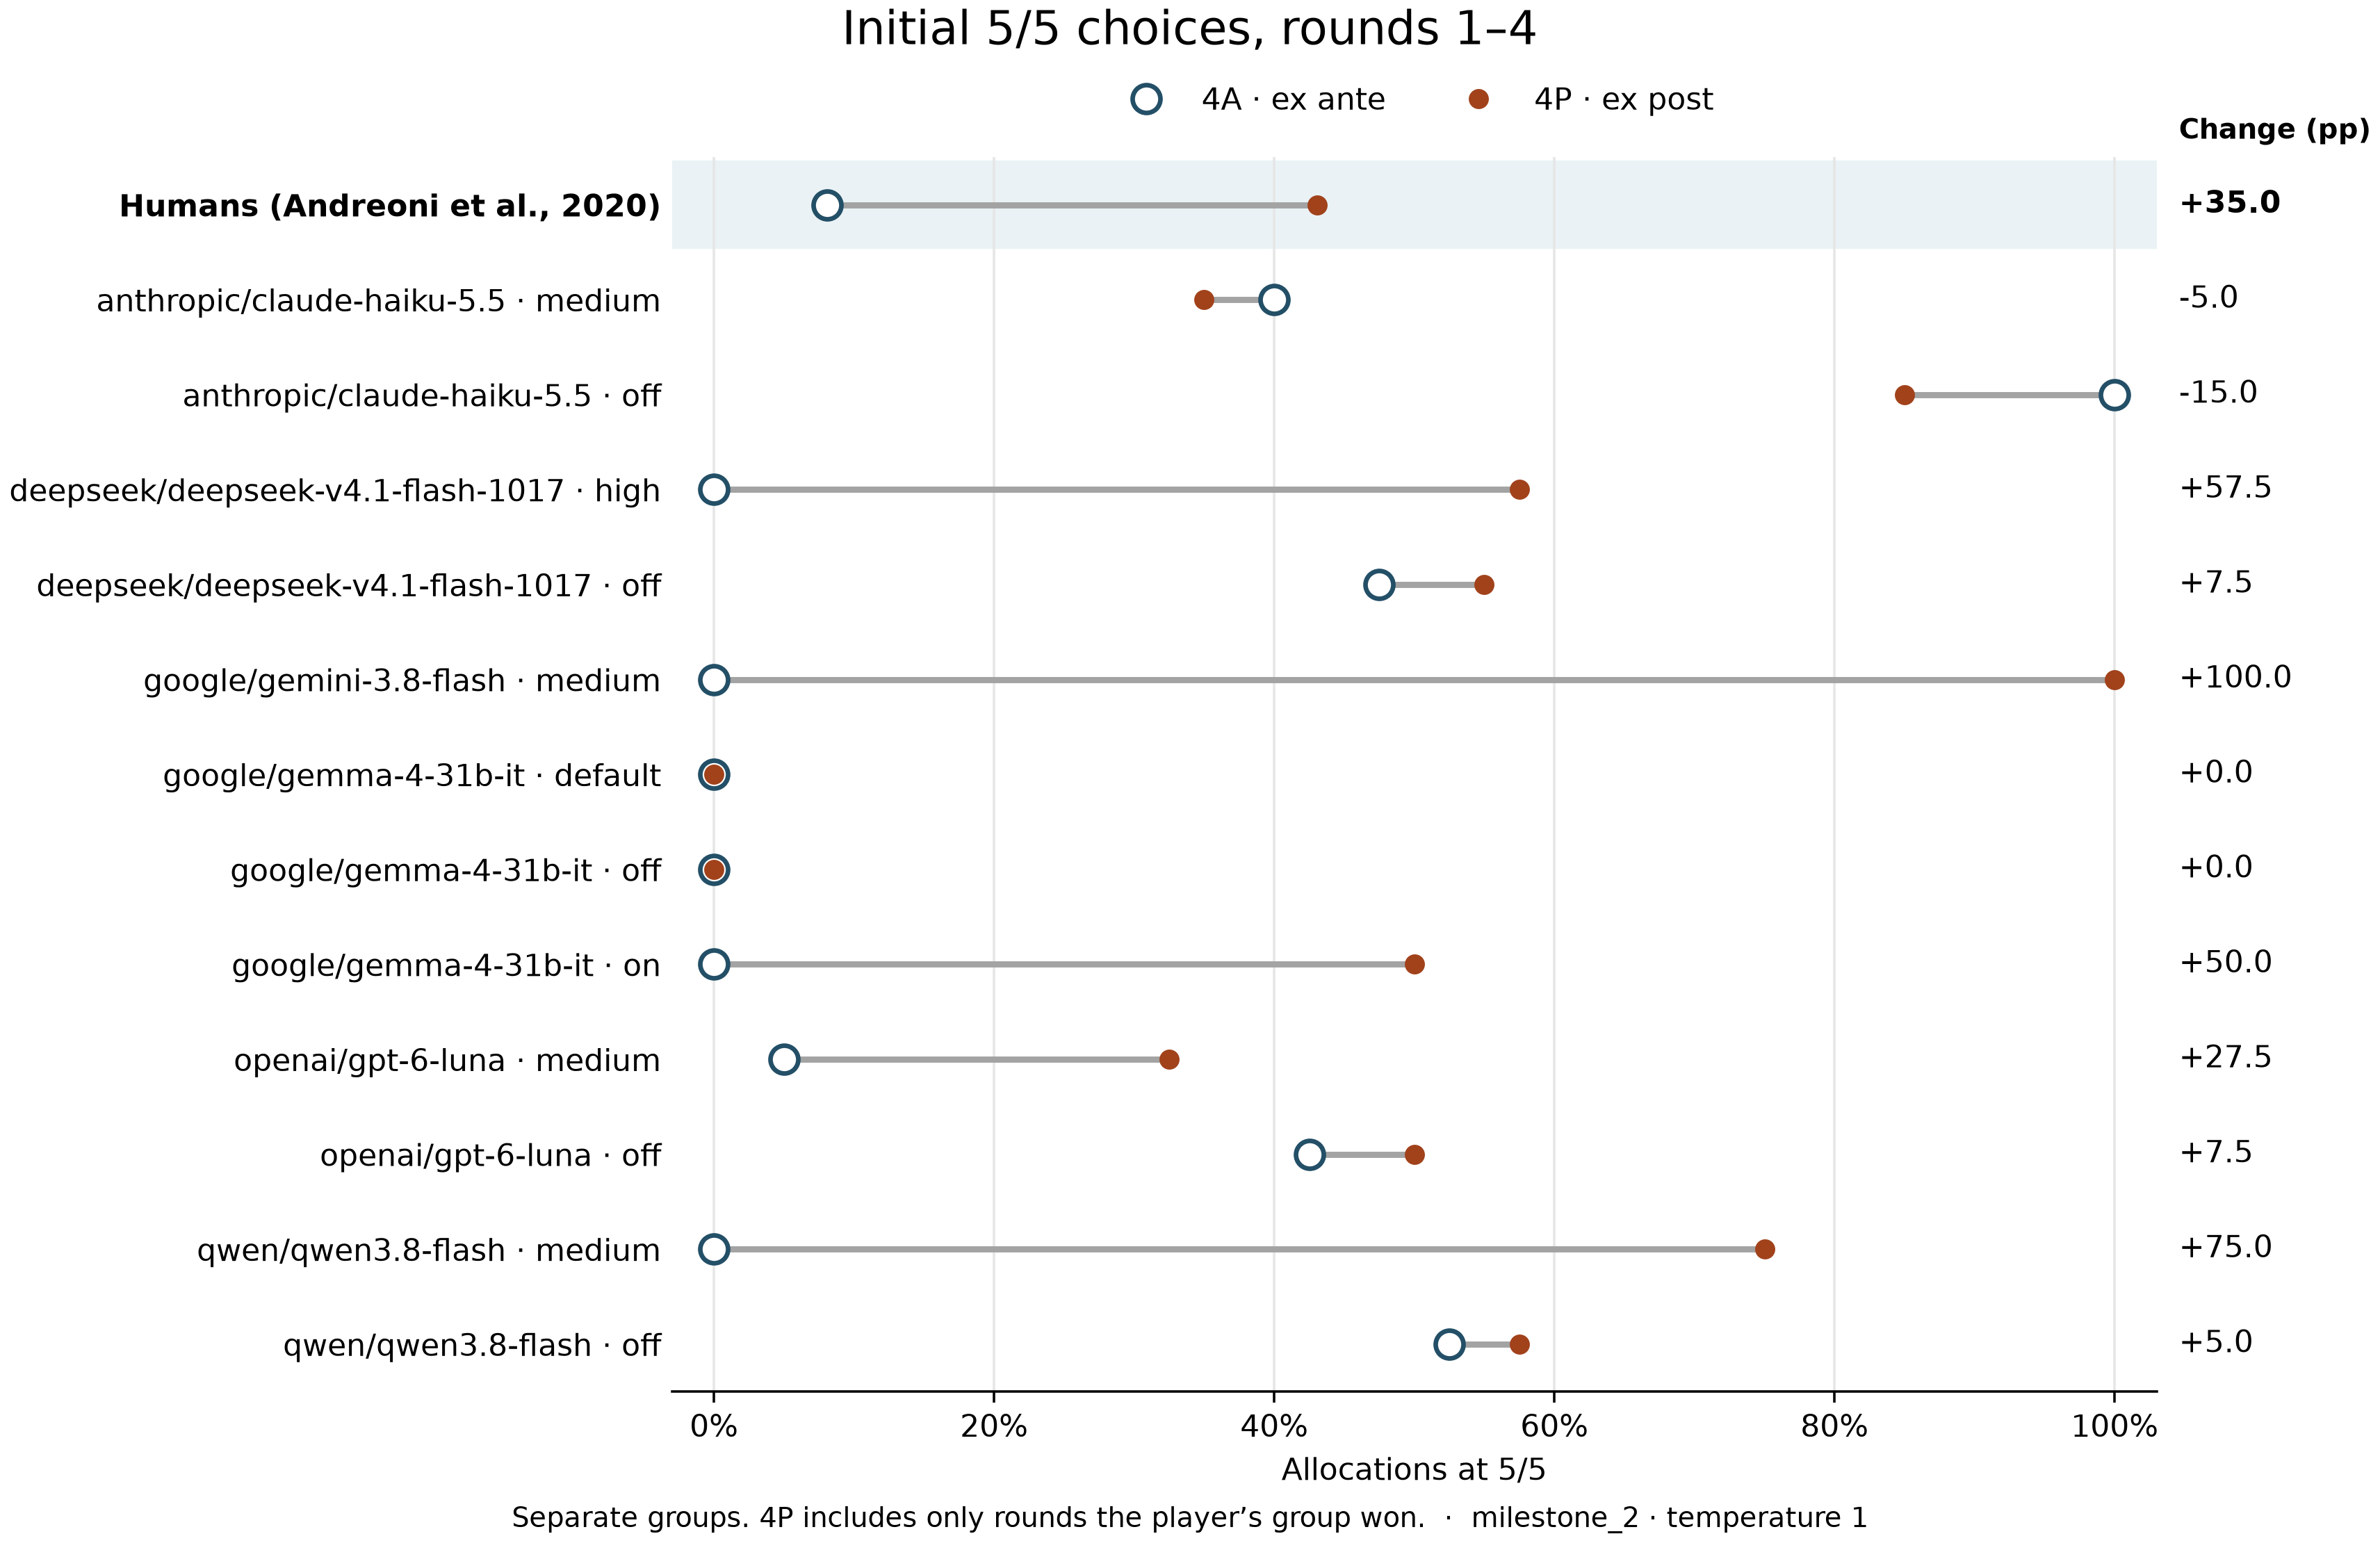 Initial 5/5 choices, rounds 1–4
4A · ex ante
4P · ex post
Change (pp)
Humans (Andreoni et al., 2020) +35.0
anthropic/claude-haiku-5.5 · medium -5.0
anthropic/claude-haiku-5.5 · off -15.0
deepseek/deepseek-v4.1-flash-1017 · high +57.5
deepseek/deepseek-v4.1-flash-1017 · off +7.5
google/gemini-3.8-flash · medium +100.0
google/gemma-4-31b-it · default +0.0
google/gemma-4-31b-it · off +0.0
google/gemma-4-31b-it · on +50.0
openai/gpt-6-luna · medium +27.5
openai/gpt-6-luna · off +7.5
qwen/qwen3.8-flash · medium +75.0
qwen/qwen3.8-flash · off +5.0
0% 20% 40% 60% 80% 100%
Allocations at 5/5
Separate groups. 4P includes only rounds the player’s group won. · milestone_2 · temperature 1